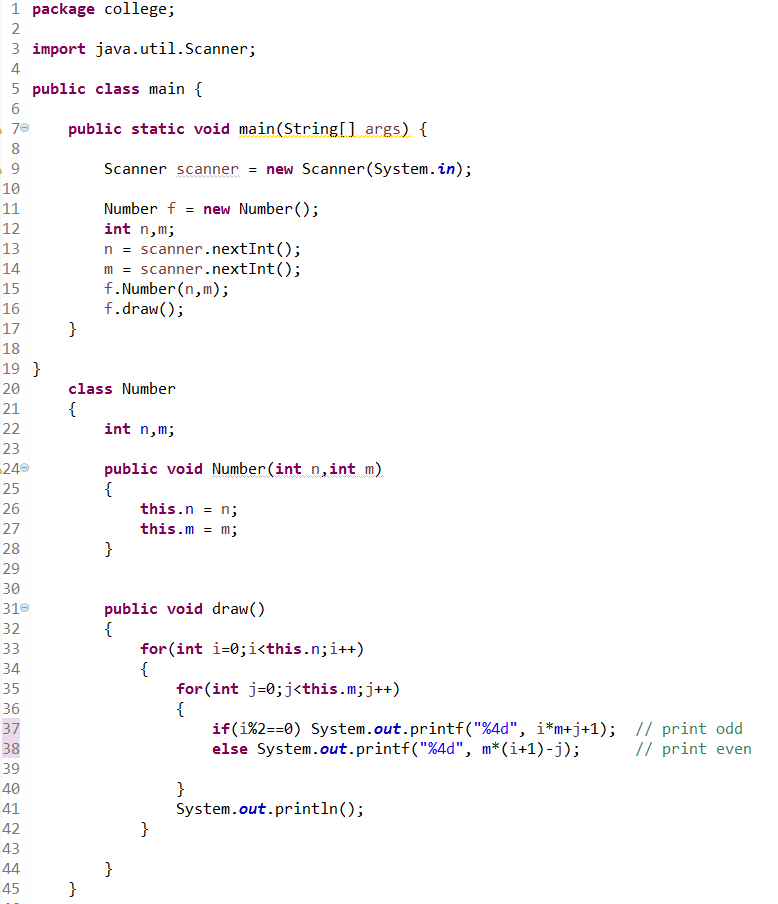 1 package college;
2
3 import java.util.Scanner;
4
5 public class main {
6
7 public static void main(String[] args) {
8
9 Scanner scanner = new Scanner(System.in);
10
11 Number f = new Number();
12 int n,m;
13 n = scanner.nextInt();
14 m = scanner.nextInt();
15 f.Number(n,m);
16 f.draw();
17 }
18
19 }
20 class Number
21 {
22 int n,m;
23
24 public void Number(int n,int m)
25 {
26 this.n = n;
27 this.m = m;
28 }
29
30
31 public void draw()
32 {
33 for(int i=0;i<this.n;i++)
34 {
35 for(int j=0;j<this.m;j++)
36 {
37 if(i%2==0) System.out.printf("%4d", i*m+j+1); // print odd
38 else System.out.printf("%4d", m*(i+1)-j); // print even
39
40 }
41 System.out.println();
42 }
43
44 }
45 }